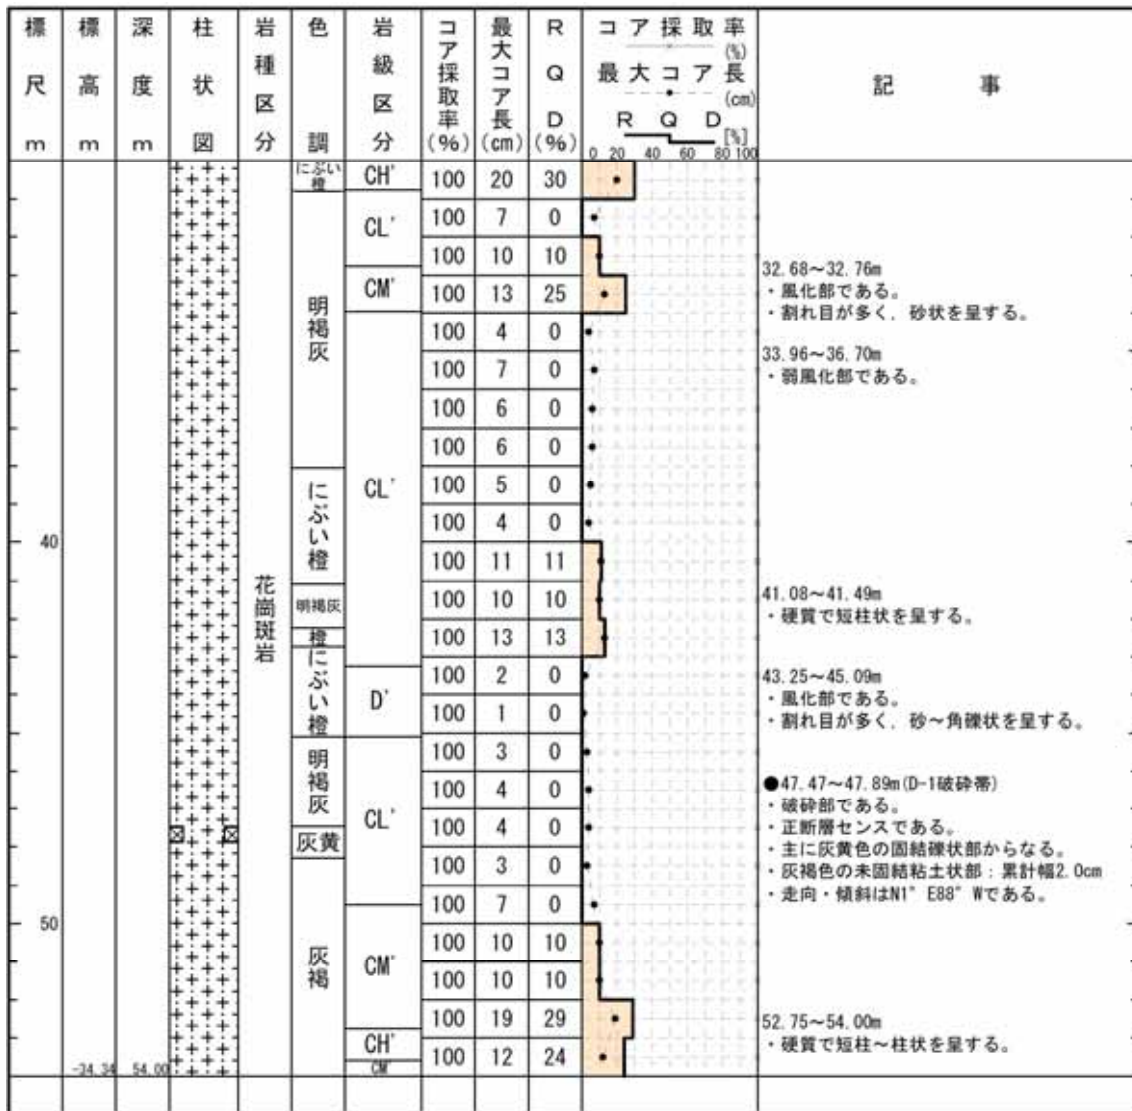 標尺 m
標高 m
深度 m
柱状図
岩種区分
色調
岩級区分
コア採取率 (%)
最大コア長 (cm)
RQD (%)
コア採取率 (%)
最大コア長 (cm)
RQD [%]
0 20 40 60 80 100
記事
にぶい橙
明褐灰
にぶい橙
明褐灰
橙
にぶい橙
明褐灰
灰黄
灰褐
花崗斑岩
CH'
CL'
CM'
CL'
D'
CL'
CM'
CH'
CM'
100 20 30
100 7 0
100 10 10
100 13 25
100 4 0
100 7 0
100 6 0
100 6 0
100 5 0
100 4 0
100 11 11
100 10 10
100 13 13
100 2 0
100 1 0
100 3 0
100 4 0
100 4 0
100 3 0
100 7 0
100 10 10
100 10 10
100 19 29
100 12 24
40
50
-34.34 54.00
32.68～32.76m
・風化部である。
・割れ目が多く，砂状を呈する。
33.96～36.70m
・弱風化部である。
41.08～41.49m
・硬質で短柱状を呈する。
43.25～45.09m
・風化部である。
・割れ目が多く，砂～角礫状を呈する。
●47.47～47.89m(D-1破砕帯)
・破砕部である。
・正断層センスである。
・主に灰黄色の固結礫状部からなる。
・灰褐色の未固結粘土状部：累計幅2.0cm
・走向・傾斜はN1°E88°Wである。
52.75～54.00m
・硬質で短柱～柱状を呈する。